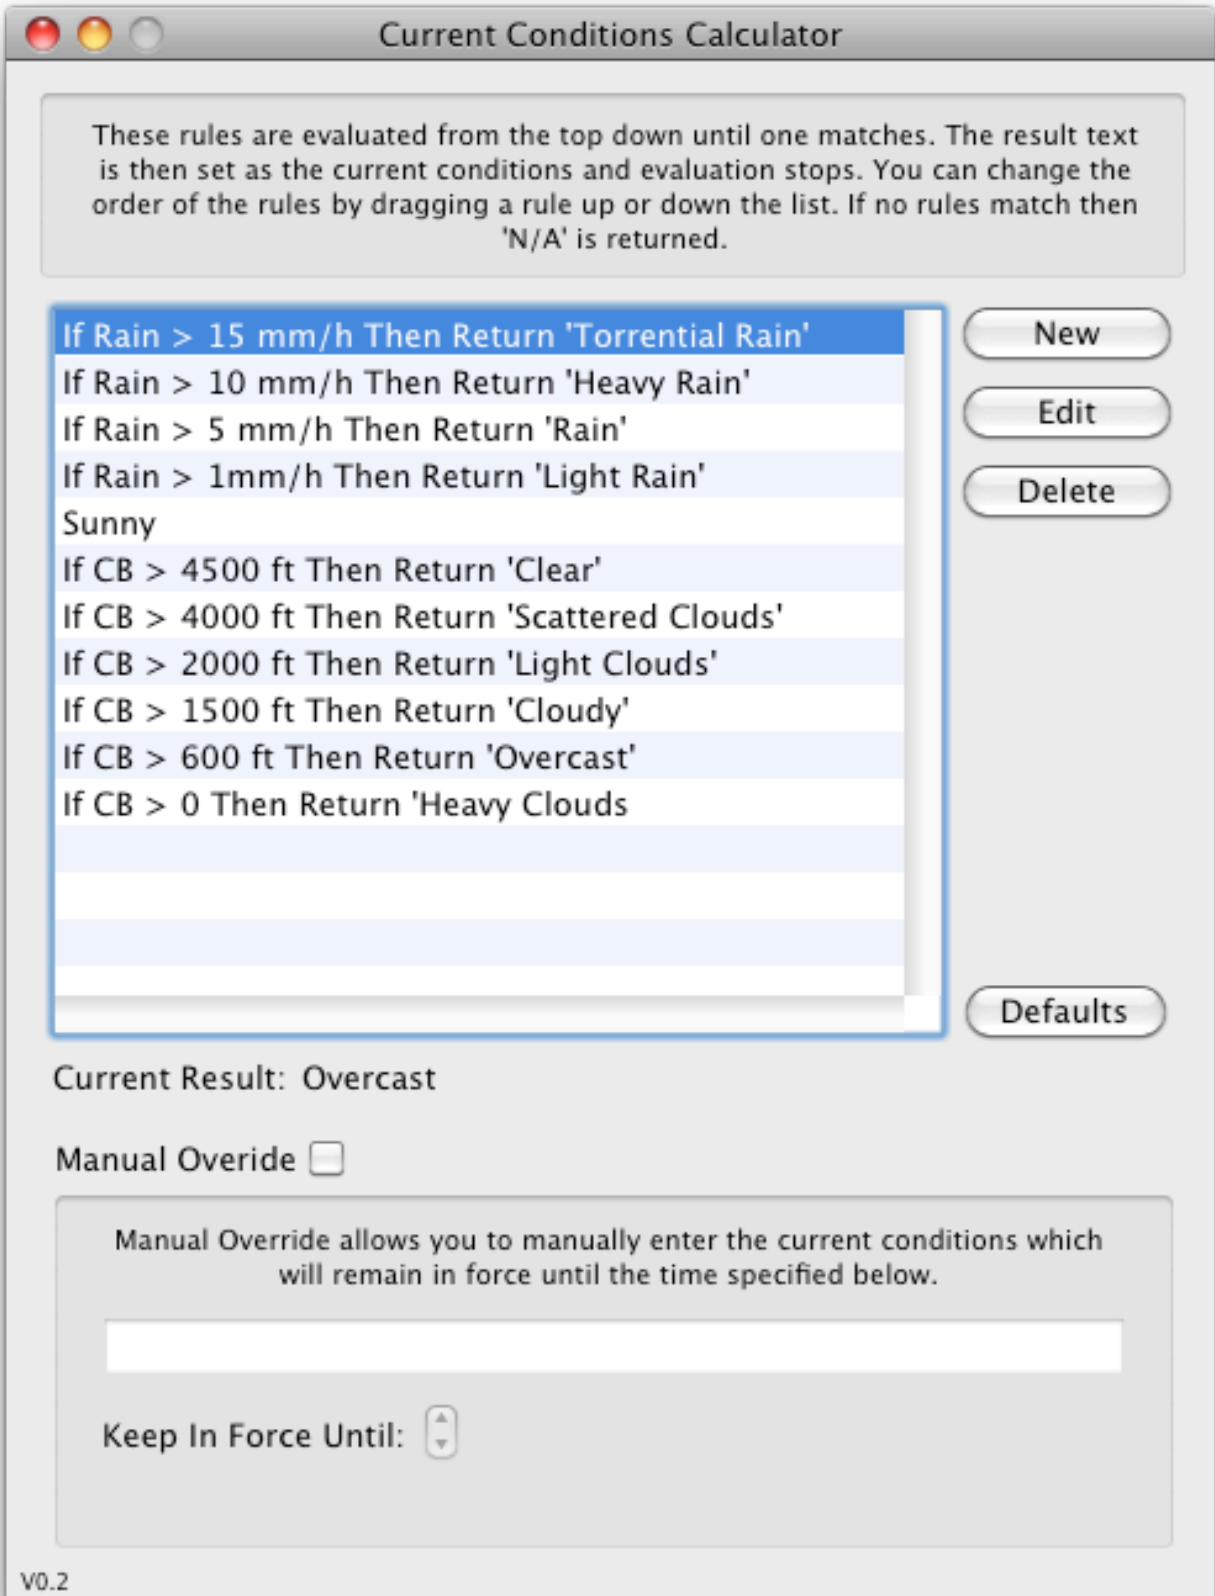 Current Conditions Calculator
These rules are evaluated from the top down until one matches. The result text
is then set as the current conditions and evaluation stops. You can change the
order of the rules by dragging a rule up or down the list. If no rules match then
'N/A' is returned.
If Rain > 15 mm/h Then Return 'Torrential Rain'
If Rain > 10 mm/h Then Return 'Heavy Rain'
If Rain > 5 mm/h Then Return 'Rain'
If Rain > 1mm/h Then Return 'Light Rain'
Sunny
If CB > 4500 ft Then Return 'Clear'
If CB > 4000 ft Then Return 'Scattered Clouds'
If CB > 2000 ft Then Return 'Light Clouds'
If CB > 1500 ft Then Return 'Cloudy'
If CB > 600 ft Then Return 'Overcast'
If CB > 0 Then Return 'Heavy Clouds
New
Edit
Delete
Defaults
Current Result: Overcast
Manual Overide
Manual Override allows you to manually enter the current conditions which
will remain in force until the time specified below.
Keep In Force Until:
V0.2